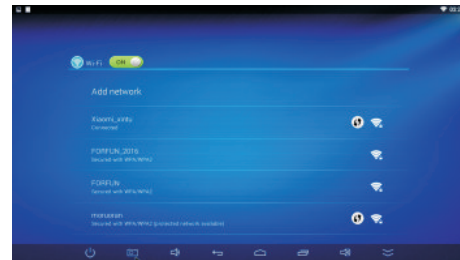 Wi-Fi ON
Add network
Xiaomi_xintu
Connected
FORFUN_2016
Secured with WPA/WPA2
FORFUN
Secured with WPA/WPA2
moruoran
Secured with WPA/WPA2 (protected network available)